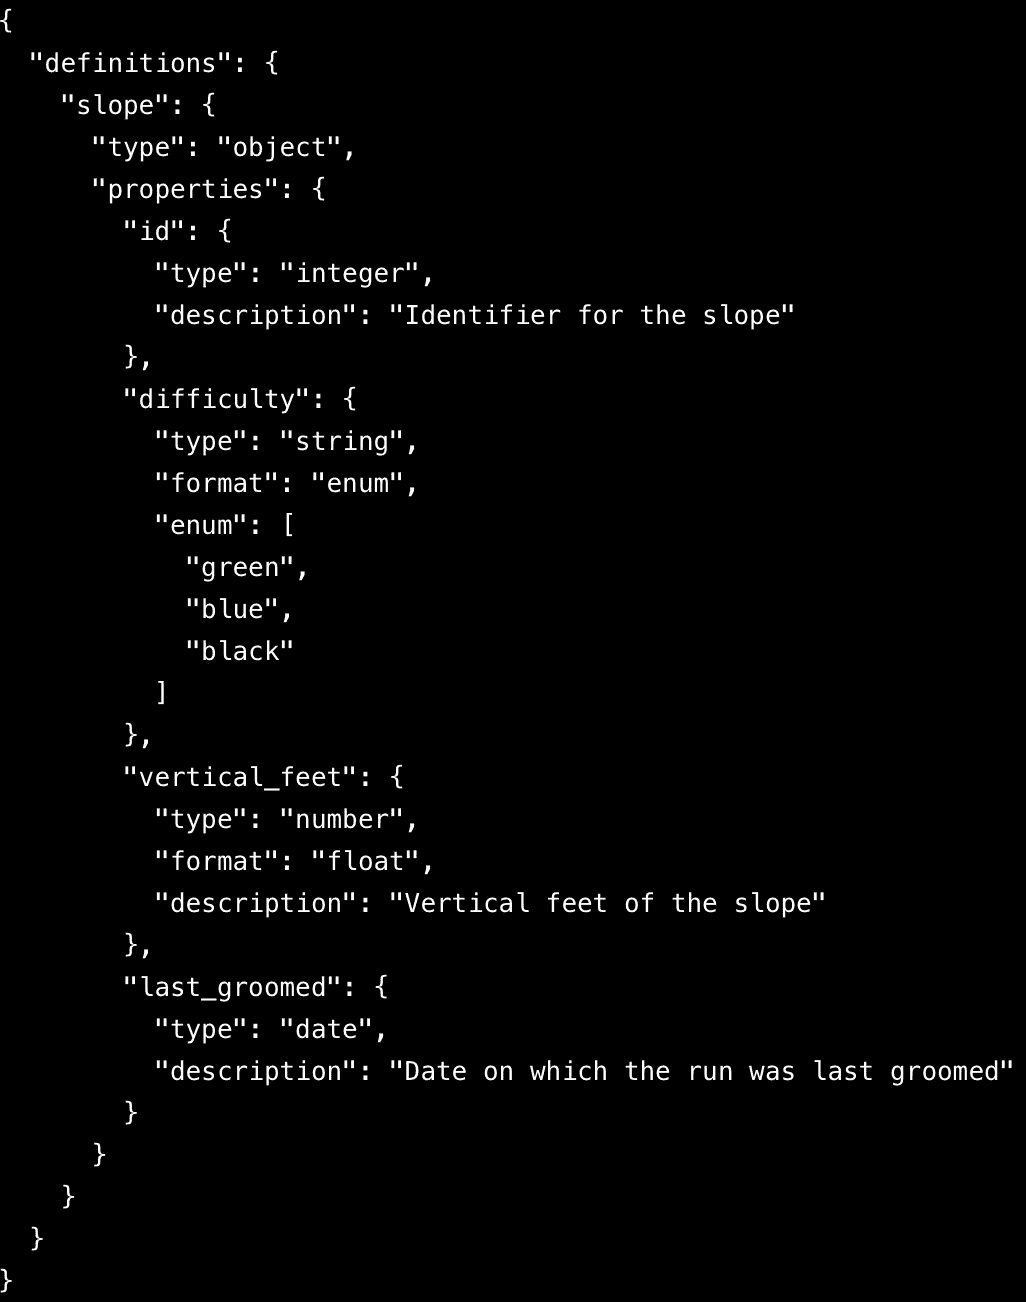 {
  "definitions": {
    "slope": {
      "type": "object",
      "properties": {
        "id": {
          "type": "integer",
          "description": "Identifier for the slope"
        },
        "difficulty": {
          "type": "string",
          "format": "enum",
          "enum": [
            "green",
            "blue",
            "black"
          ]
        },
        "vertical_feet": {
          "type": "number",
          "format": "float",
          "description": "Vertical feet of the slope"
        },
        "last_groomed": {
          "type": "date",
          "description": "Date on which the run was last groomed"
        }
      }
    }
  }
}